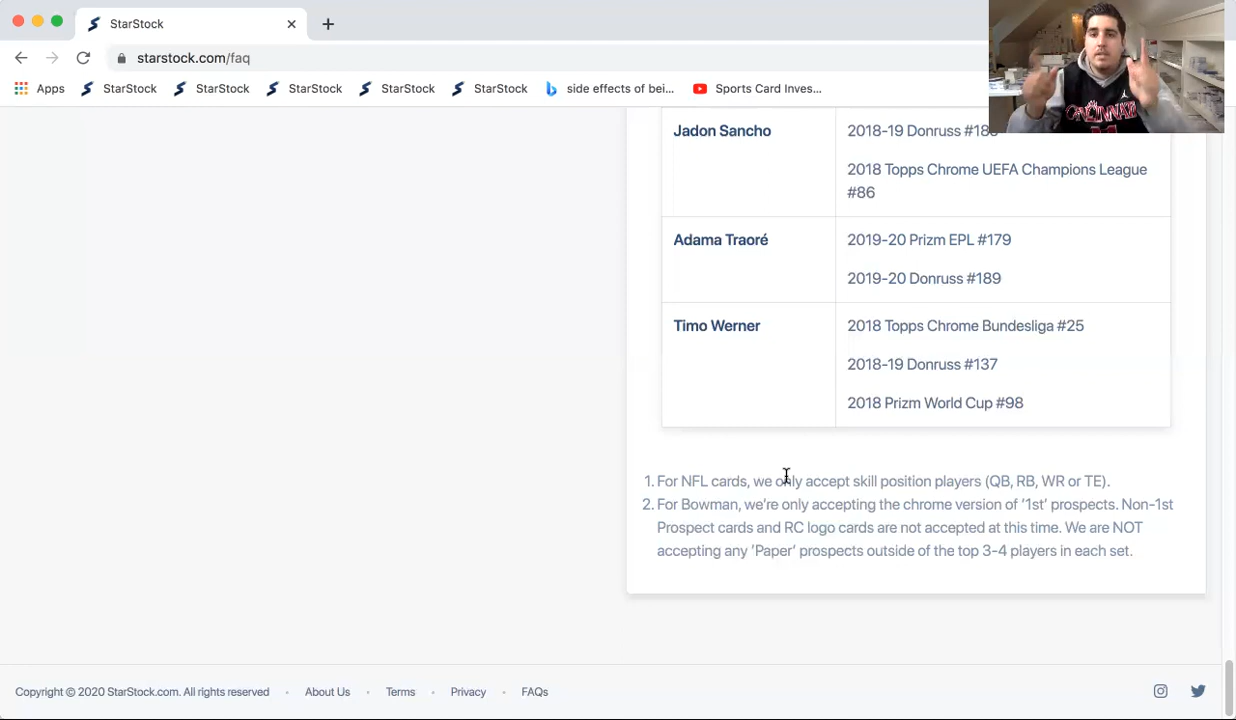 StarStock
starstock.com/faq
Apps StarStock StarStock StarStock StarStock StarStock side effects of bei... Sports Card Inves...
Jadon Sancho 2018-19 Donruss
2018 Topps Chrome UEFA Champions League
#86
Adama Traoré 2019-20 Prizm EPL #179
2019-20 Donruss #189
Timo Werner 2018 Topps Chrome Bundesliga #25
2018-19 Donruss #137
2018 Prizm World Cup #98
1. For NFL cards, we only accept skill position players (QB, RB, WR or TE).
2. For Bowman, we're only accepting the chrome version of '1st' prospects. Non-1st
Prospect cards and RC logo cards are not accepted at this time. We are NOT
accepting any 'Paper' prospects outside of the top 3-4 players in each set.
Copyright © 2020 StarStock.com. All rights reserved • About Us • Terms • Privacy • FAQs